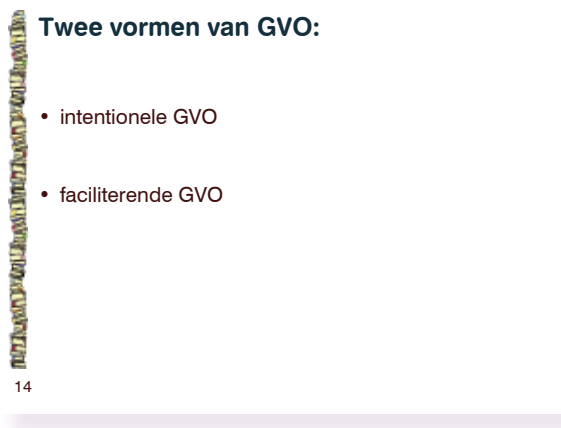 Twee vormen van GVO:
• intentionele GVO
• faciliterende GVO
14